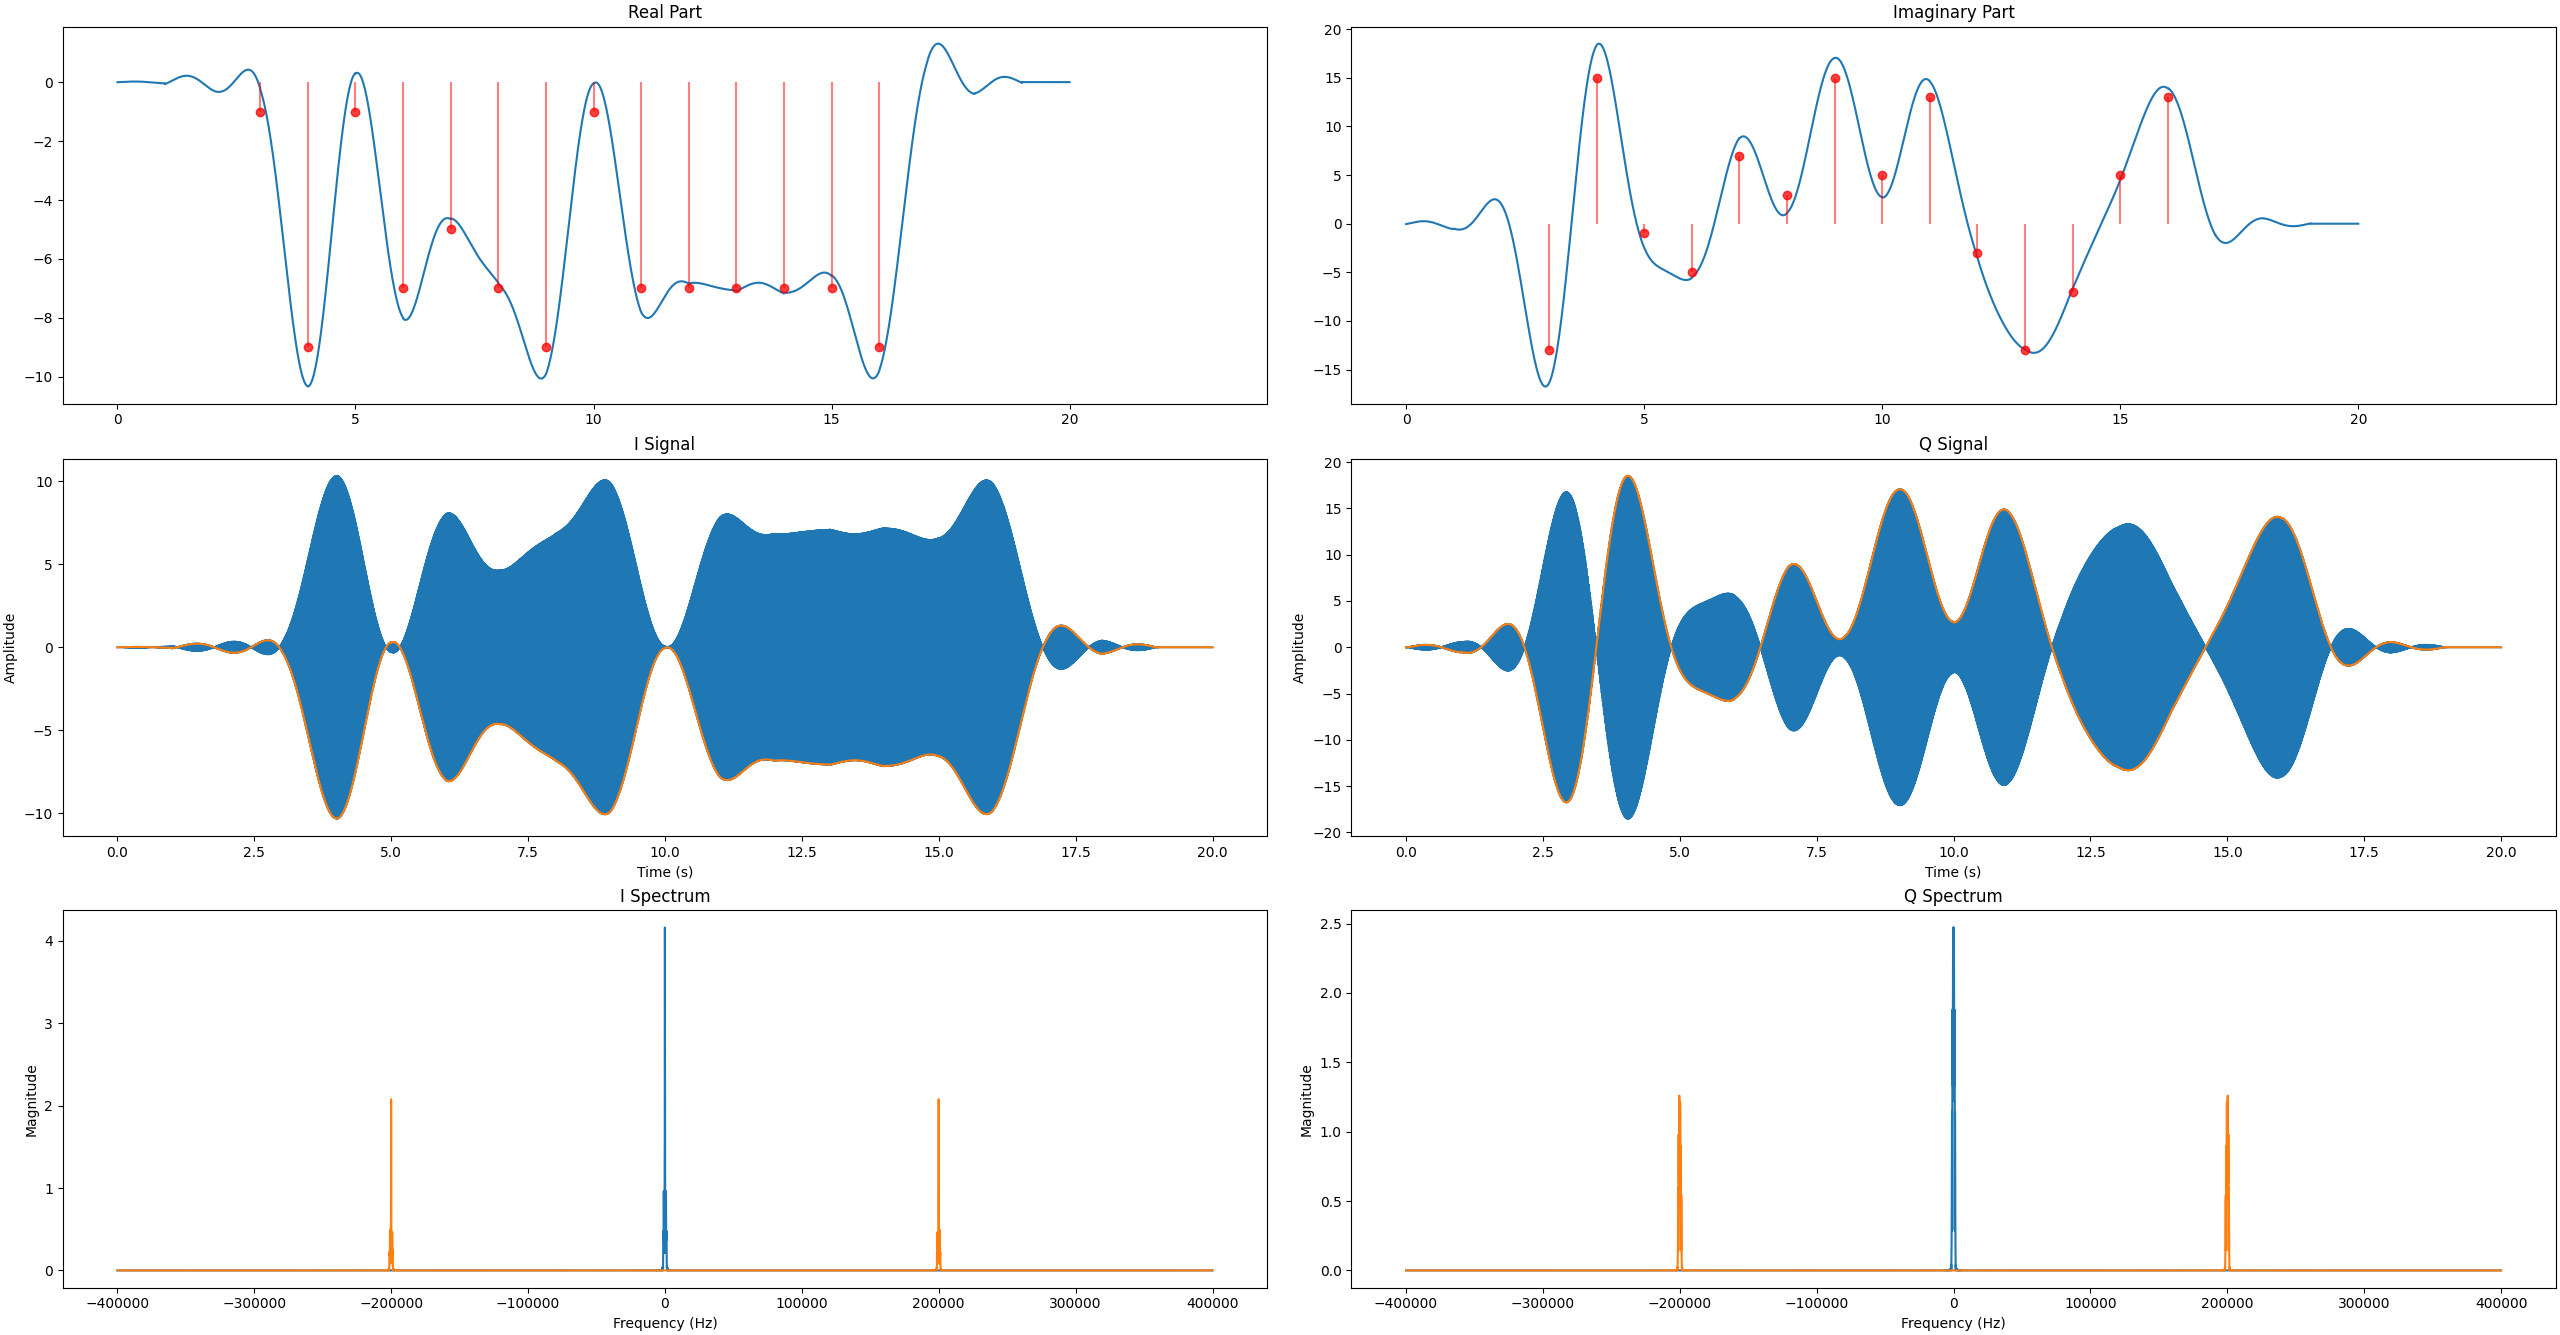 Real Part
0
−2
−4
−6
−8
−10
0 5 10 15 20
Imaginary Part
20
15
10
5
0
−5
−10
−15
0 5 10 15 20
I Signal
Amplitude
10
5
0
−5
−10
0.0 2.5 5.0 7.5 10.0 12.5 15.0 17.5 20.0
Time (s)
Q Signal
Amplitude
20
15
10
5
0
−5
−10
−15
−20
0.0 2.5 5.0 7.5 10.0 12.5 15.0 17.5 20.0
Time (s)
I Spectrum
Magnitude
4
3
2
1
0
−400000 −300000 −200000 −100000 0 100000 200000 300000 400000
Frequency (Hz)
Q Spectrum
Magnitude
2.5
2.0
1.5
1.0
0.5
0.0
−400000 −300000 −200000 −100000 0 100000 200000 300000 400000
Frequency (Hz)